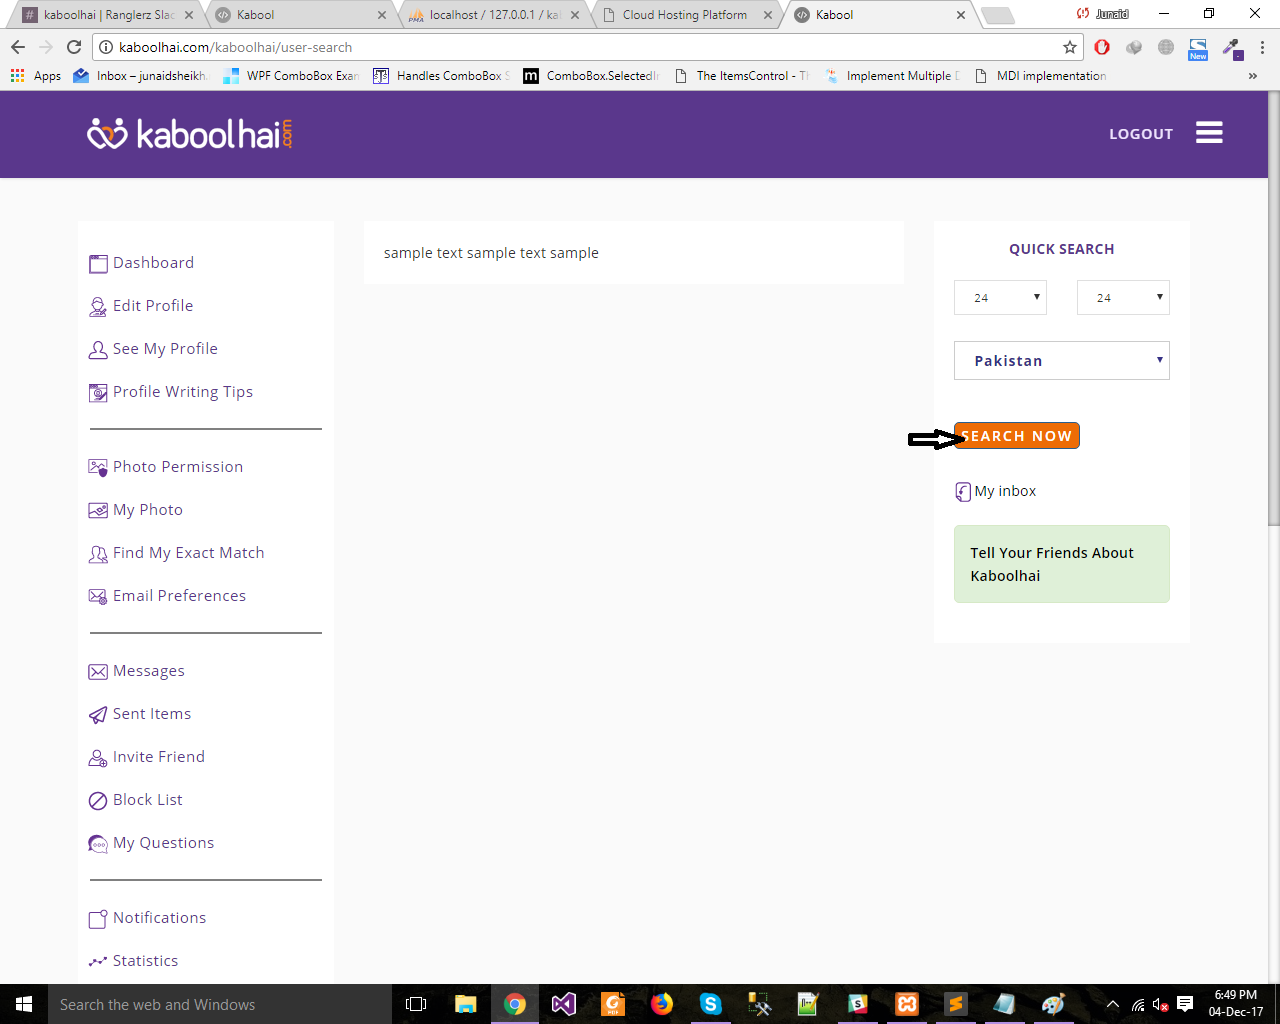 kaboolhai | Ranglerz Slac
Kabool
localhost / 127.0.0.1 / kab
Cloud Hosting Platform
Kabool
Junaid
kaboolhai.com/kaboolhai/user-search
Apps
Inbox – junaidsheikh
WPF ComboBox Exam
Handles ComboBox S
ComboBox.SelectedIn
The ItemsControl - Th
Implement Multiple D
MDI implementation
New
kaboolhai.com
LOGOUT
Dashboard
Edit Profile
See My Profile
Profile Writing Tips
Photo Permission
My Photo
Find My Exact Match
Email Preferences
Messages
Sent Items
Invite Friend
Block List
My Questions
Notifications
Statistics
sample text sample text sample
QUICK SEARCH
24
24
Pakistan
SEARCH NOW
My inbox
Tell Your Friends About
Kaboolhai
Search the web and Windows
6:49 PM
04-Dec-17